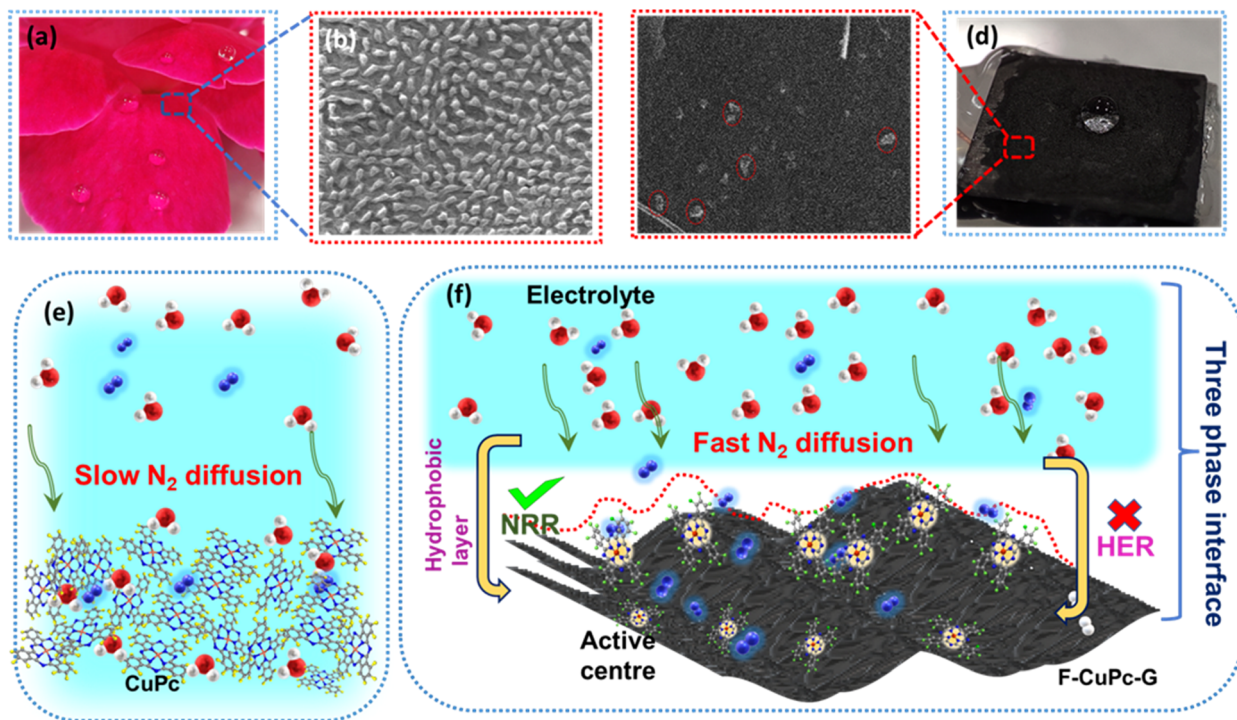 (a)
(b)
(d)
(e)
Slow N₂ diffusion
CuPc
(f)
Electrolyte
Fast N₂ diffusion
Hydrophobic
layer
NRR
HER
Active
centre
F-CuPc-G
Three phase interface